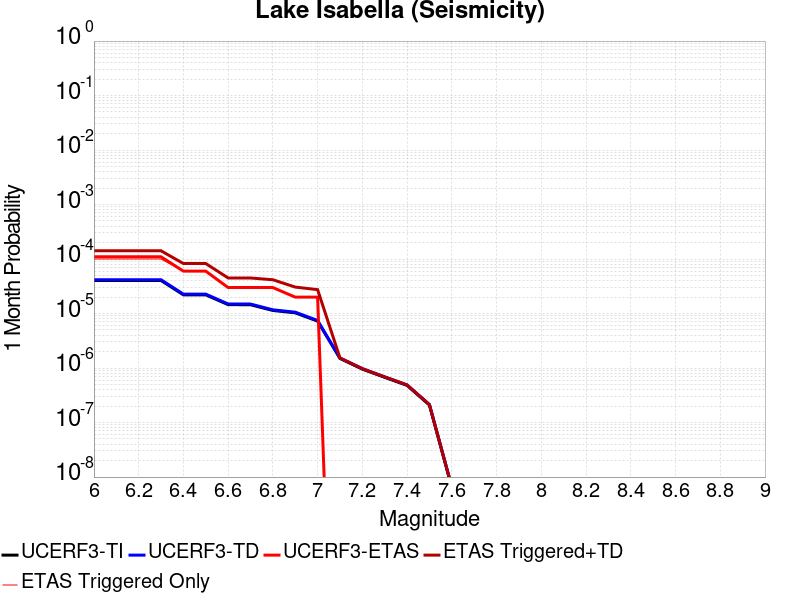 Lake Isabella (Seismicity)
10^0
10^-1
10^-2
10^-3
10^-4
10^-5
10^-6
10^-7
10^-8
1 Month Probability
6 6.2 6.4 6.6 6.8 7 7.2 7.4 7.6 7.8 8 8.2 8.4 8.6 8.8 9
Magnitude
UCERF3-TI UCERF3-TD UCERF3-ETAS ETAS Triggered+TD
ETAS Triggered Only